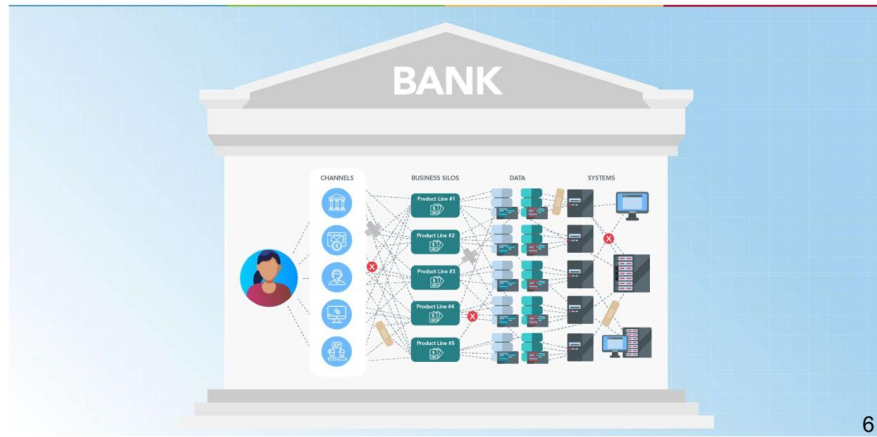 BANK
CHANNELS
BUSINESS SILOS
DATA
SYSTEMS
Product Line #1
Product Line #2
Product Line #3
Product Line #4
Product Line #5
6